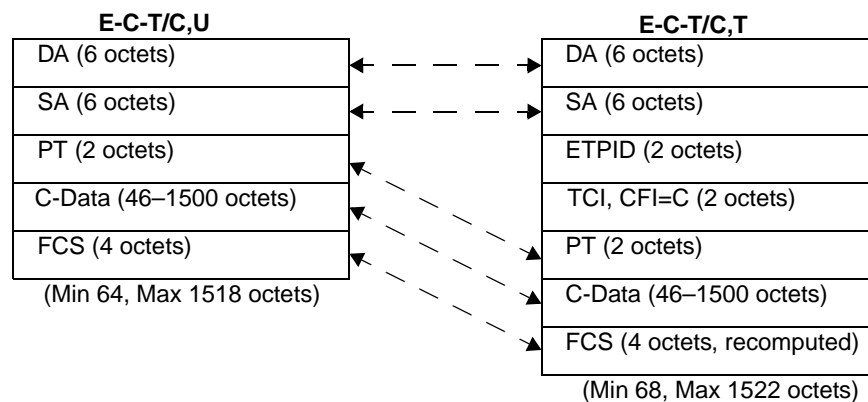 E-C-T/C,U
DA (6 octets)
SA (6 octets)
PT (2 octets)
C-Data (46–1500 octets)
FCS (4 octets)
(Min 64, Max 1518 octets)
E-C-T/C,T
DA (6 octets)
SA (6 octets)
ETPID (2 octets)
TCI, CFI=C (2 octets)
PT (2 octets)
C-Data (46–1500 octets)
FCS (4 octets, recomputed)
(Min 68, Max 1522 octets)